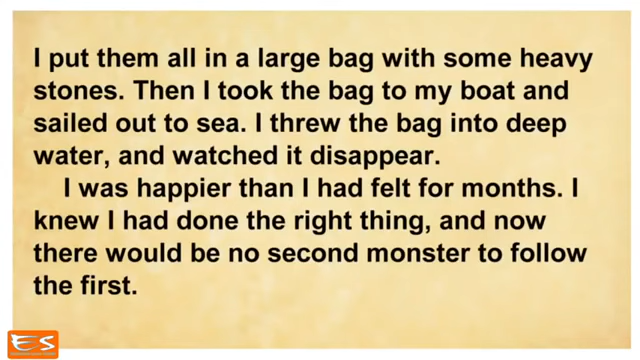 I put them all in a large bag with some heavy
stones. Then I took the bag to my boat and
sailed out to sea. I threw the bag into deep
water, and watched it disappear.
I was happier than I had felt for months. I
knew I had done the right thing, and now
there would be no second monster to follow
the first.
ES